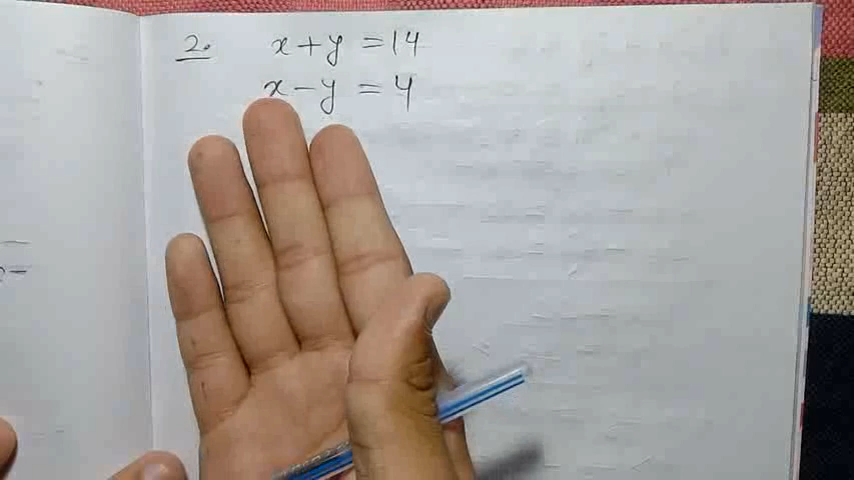 2. x + y = 14
x - y = 4